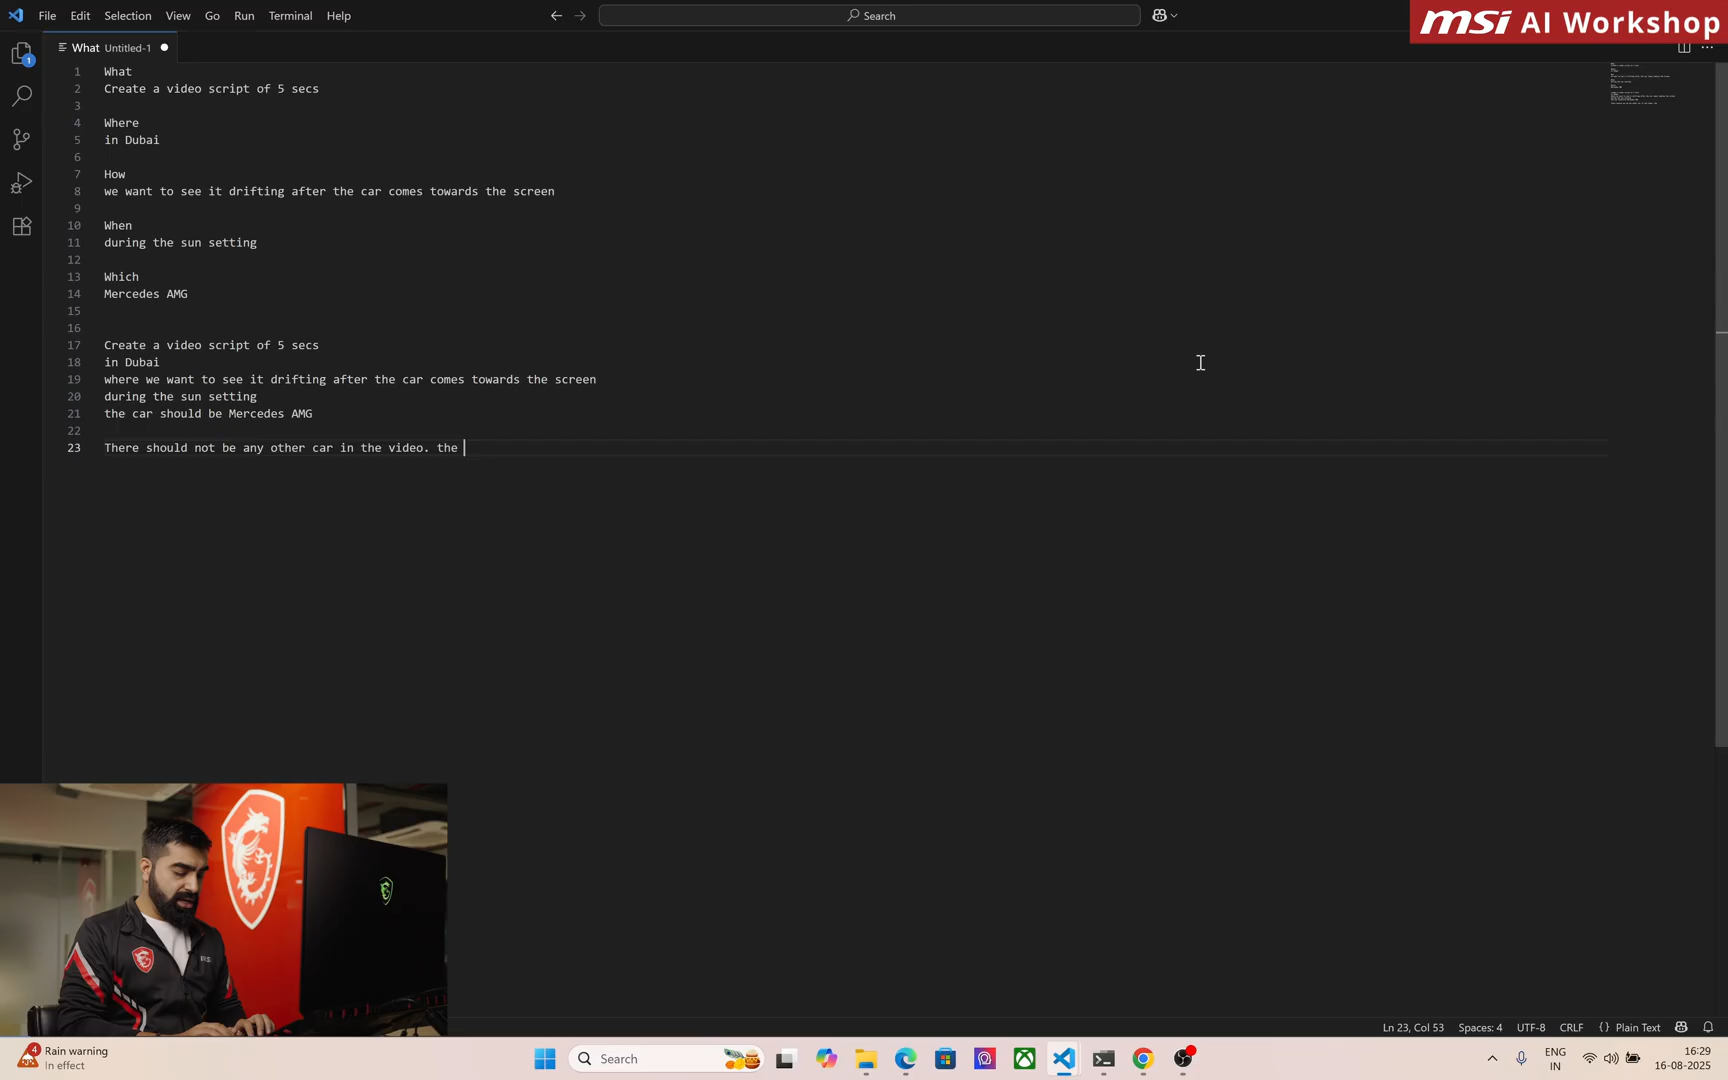 File Edit Selection View Go Run Terminal Help
Search
msi AI Workshop
What Untitled-1
1
1 What
2 Create a video script of 5 secs
3
4 Where
5 in Dubai
6
7 How
8 we want to see it drifting after the car comes towards the screen
9
10 When
11 during the sun setting
12
13 Which
14 Mercedes AMG
15
16
17 Create a video script of 5 secs
18 in Dubai
19 where we want to see it drifting after the car comes towards the screen
20 during the sun setting
21 the car should be Mercedes AMG
22
23 There should not be any other car in the video. the
Ln 23, Col 53 Spaces: 4 UTF-8 CRLF {} Plain Text
4
Rain warning
In effect
Search
ENG
IN
16:29
16-08-2025